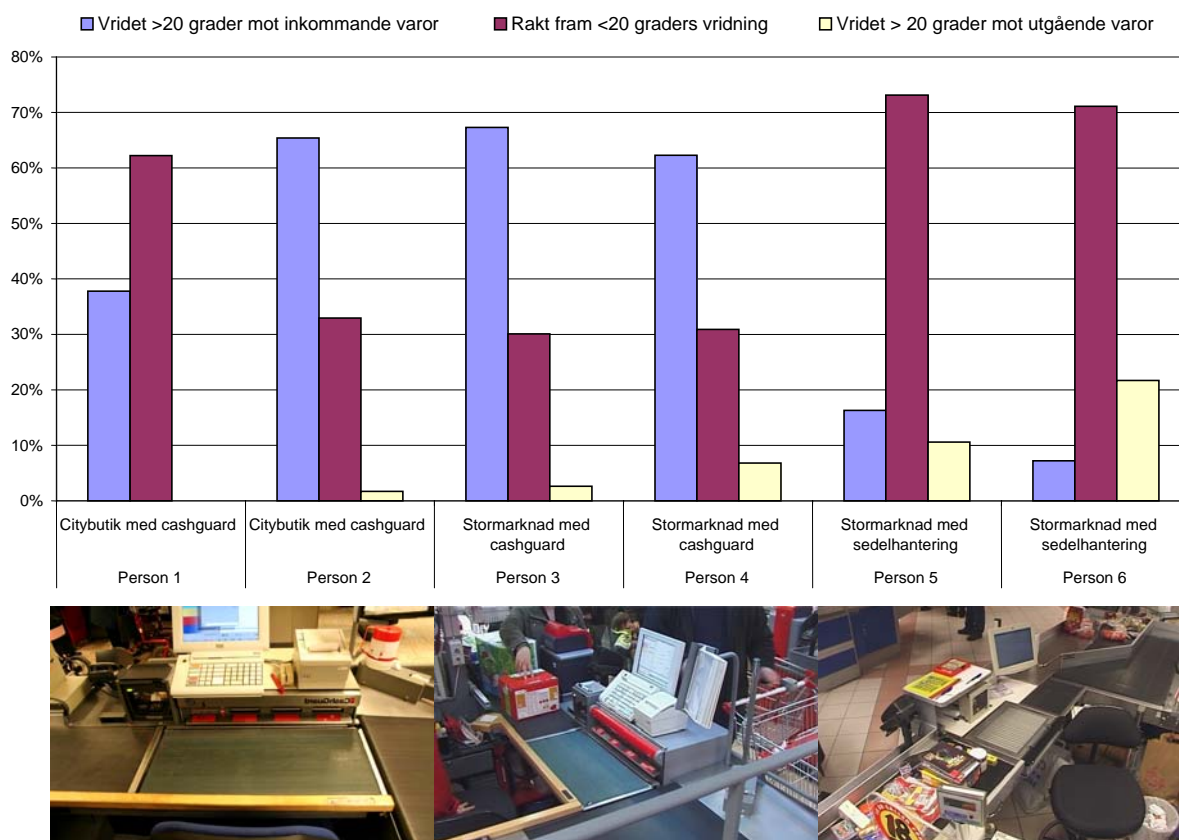 Vridet >20 grader mot inkommande varor Rakt fram <20 graders vridning Vridet > 20 grader mot utgående varor
80%
70%
60%
50%
40%
30%
20%
10%
0%
Citybutik med cashguard Citybutik med cashguard Stormarknad med cashguard Stormarknad med cashguard Stormarknad med sedelhantering Stormarknad med sedelhantering
Person 1 Person 2 Person 3 Person 4 Person 5 Person 6
CashGuard
18